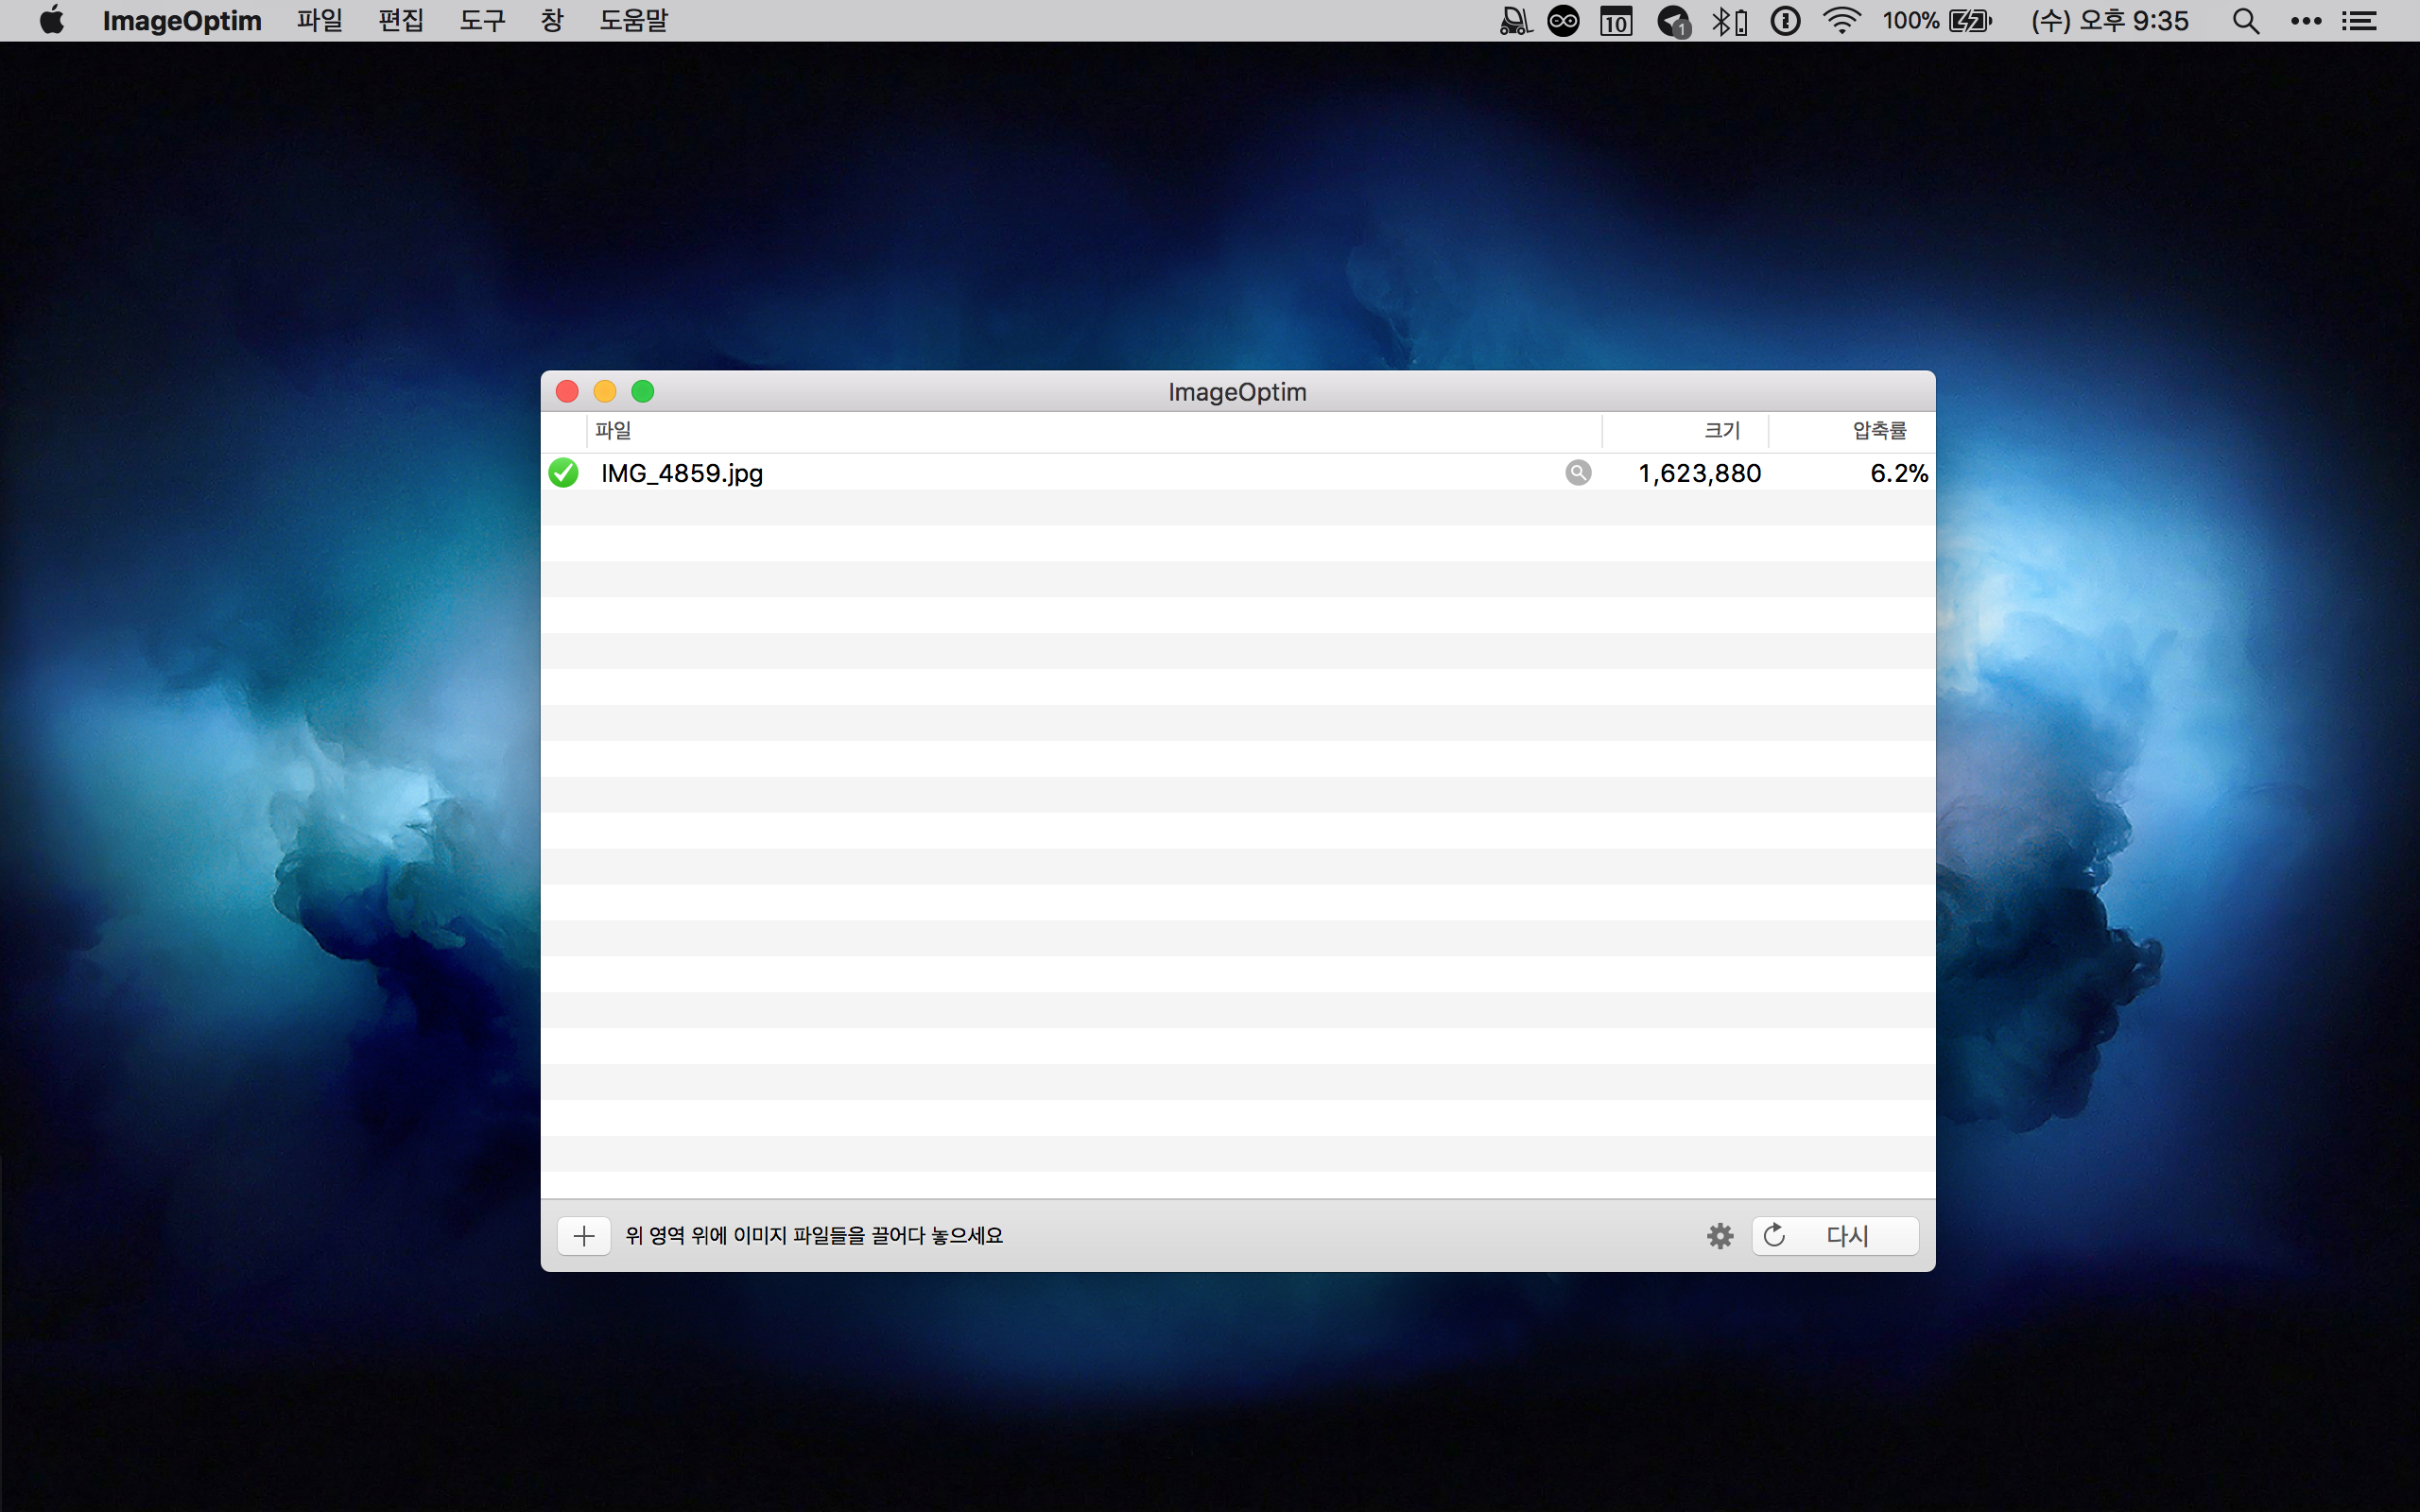 ImageOptim 파일 편집 도구 창 도움말 10 1 100% (수) 오후 9:35
ImageOptim
파일 크기 압축률
IMG_4859.jpg 1,623,880 6.2%
위 영역 위에 이미지 파일들을 끌어다 놓으세요 다시